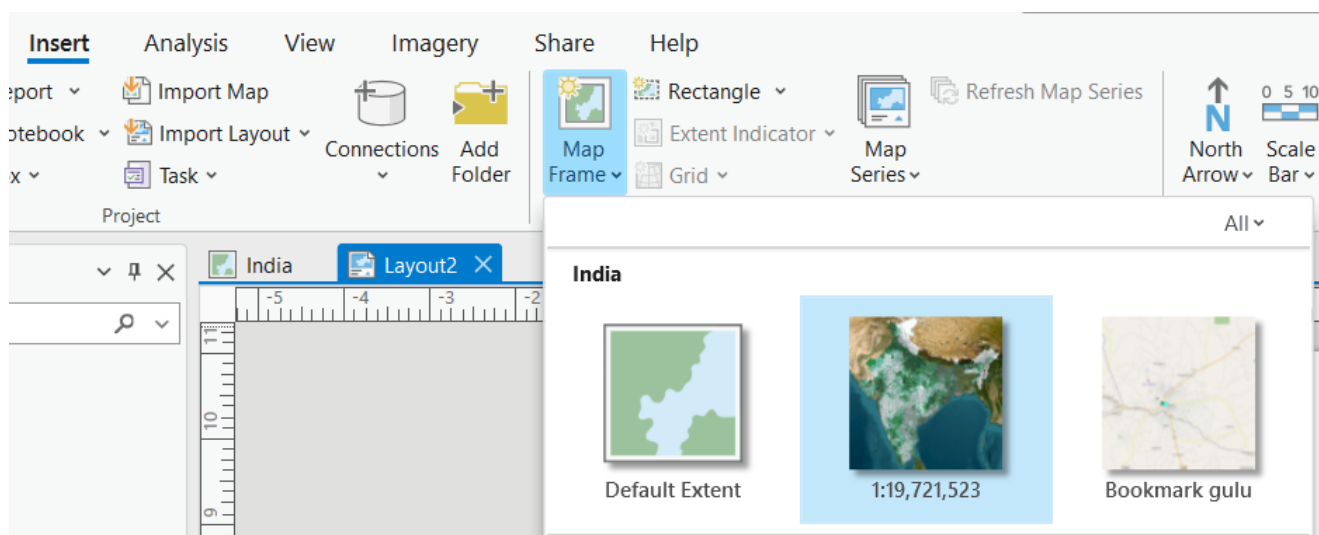 Insert Analysis View Imagery Share Help
eport Import Map Rectangle Refresh Map Series 0 5 10
otebook Import Layout Connections Add Map Extent Indicator Map N North Scale
x Task Folder Frame Grid Series Arrow Bar
Project
All
India Layout2
India
-5 -4 -3 -2
11
10
9
Default Extent 1:19,721,523 Bookmark gulu